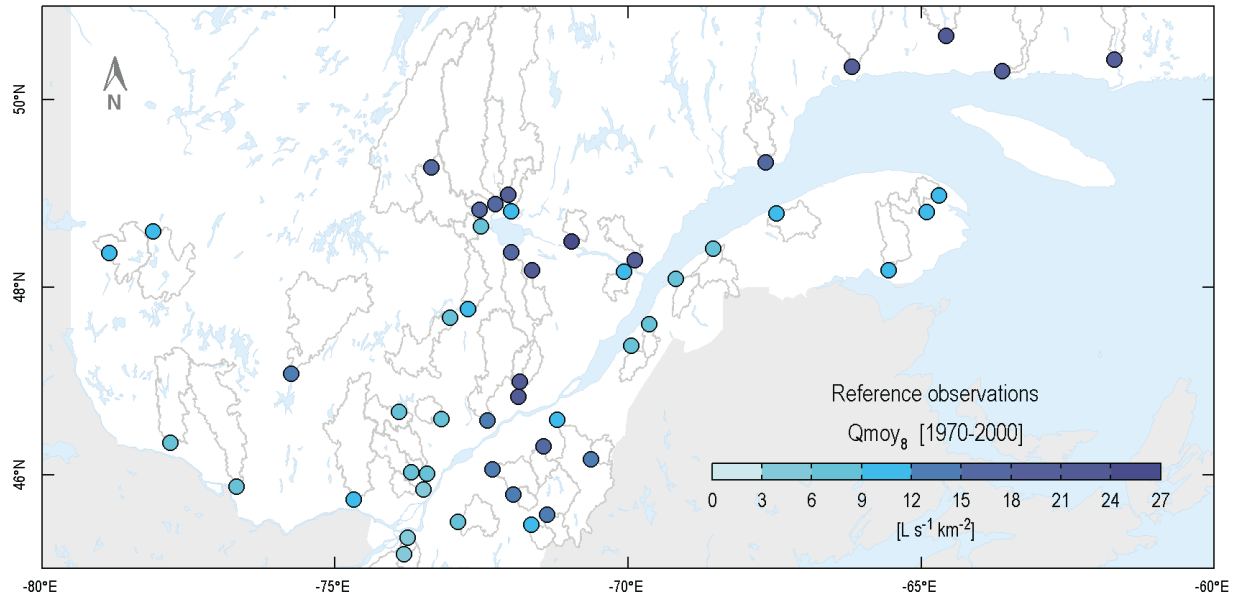 N
50°N
48°N
46°N
Reference observations
Qmoy₈ [1970-2000]
0 3 6 9 12 15 18 21 24 27
[L s⁻¹ km⁻²]
-80°E -75°E -70°E -65°E -60°E